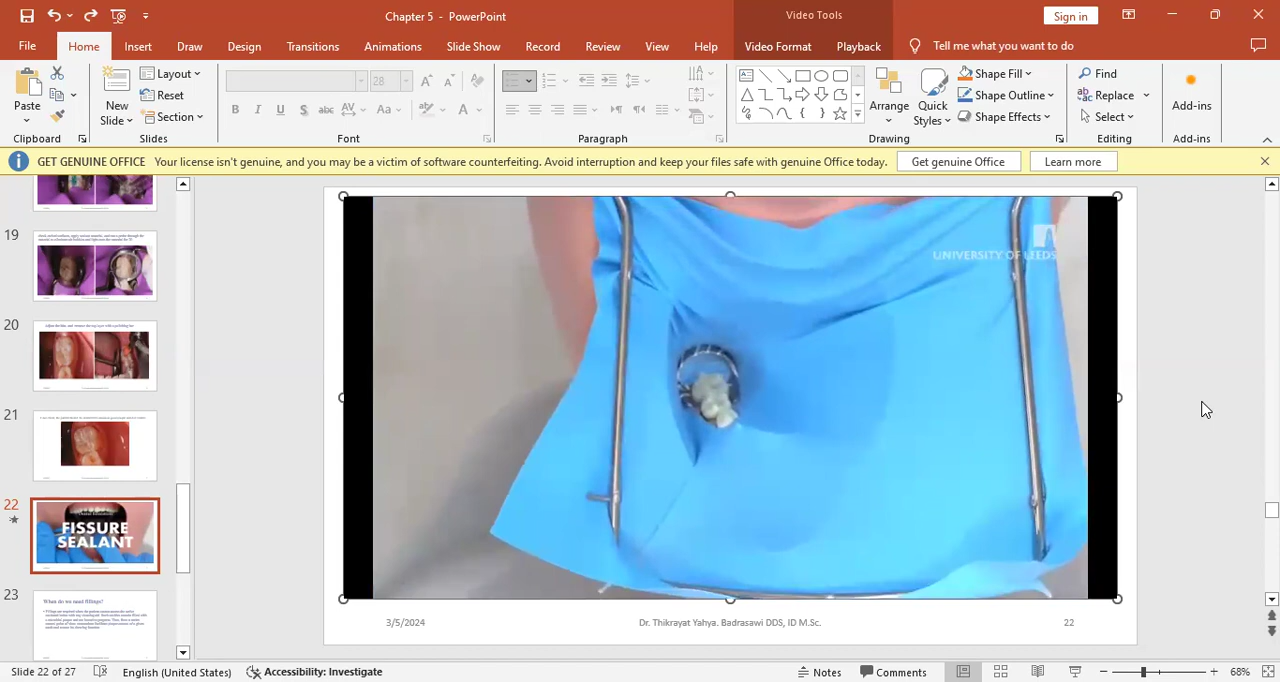 Chapter 5 - PowerPoint
Video Tools
Sign in
File
Home
Insert
Draw
Design
Transitions
Animations
Slide Show
Record
Review
View
Help
Video Format
Playback
Tell me what you want to do
Paste
New
Slide
Layout
Reset
Section
28
B I U S abc AV Aa A
Arrange
Quick
Styles
Shape Fill
Shape Outline
Shape Effects
Find
Replace
Select
Add-ins
Clipboard
Slides
Font
Paragraph
Drawing
Editing
Add-ins
GET GENUINE OFFICE Your license isn't genuine, and you may be a victim of software counterfeiting. Avoid interruption and keep your files safe with genuine Office today.
Get genuine Office
Learn more
19
20
21
22
FISSURE
SEALANT
23
When do we need fillings?
UNIVERSITY OF LEEDS
3/5/2024
Dr. Thikrayat Yahya. Badrasawi DDS, ID M.Sc.
22
Slide 22 of 27
English (United States)
Accessibility: Investigate
Notes
Comments
68%